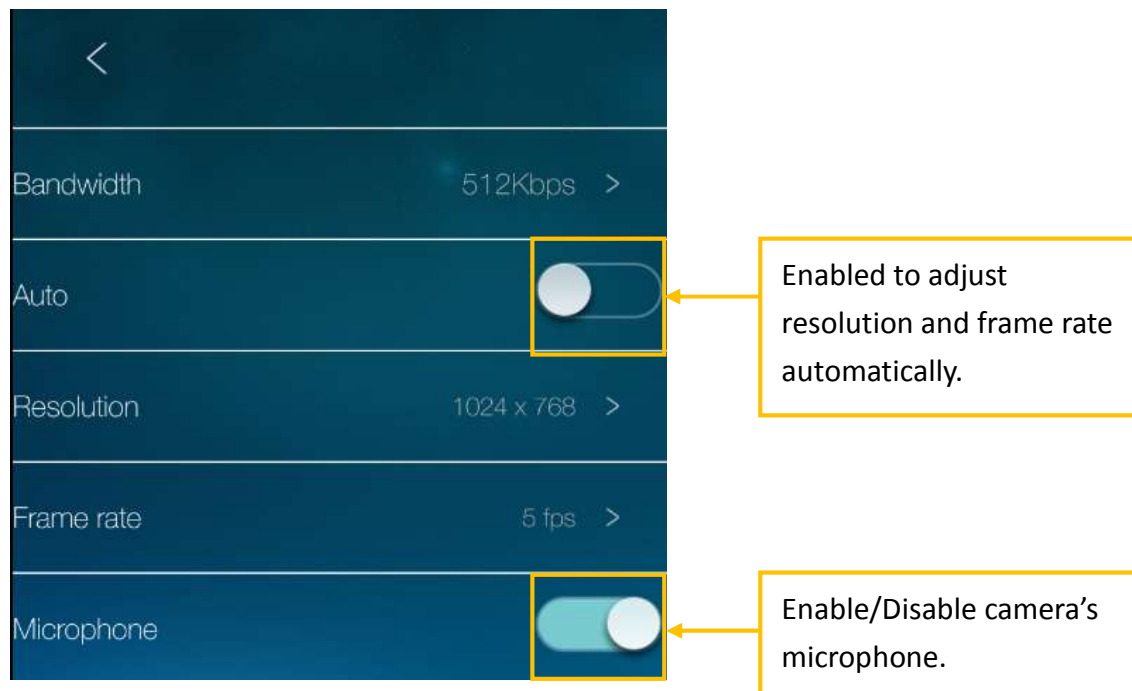 Bandwidth 512Kbps >
Auto
Enabled to adjust
resolution and frame rate
automatically.
Resolution 1024 x 768 >
Frame rate 5 fps >
Microphone
Enable/Disable camera’s
microphone.